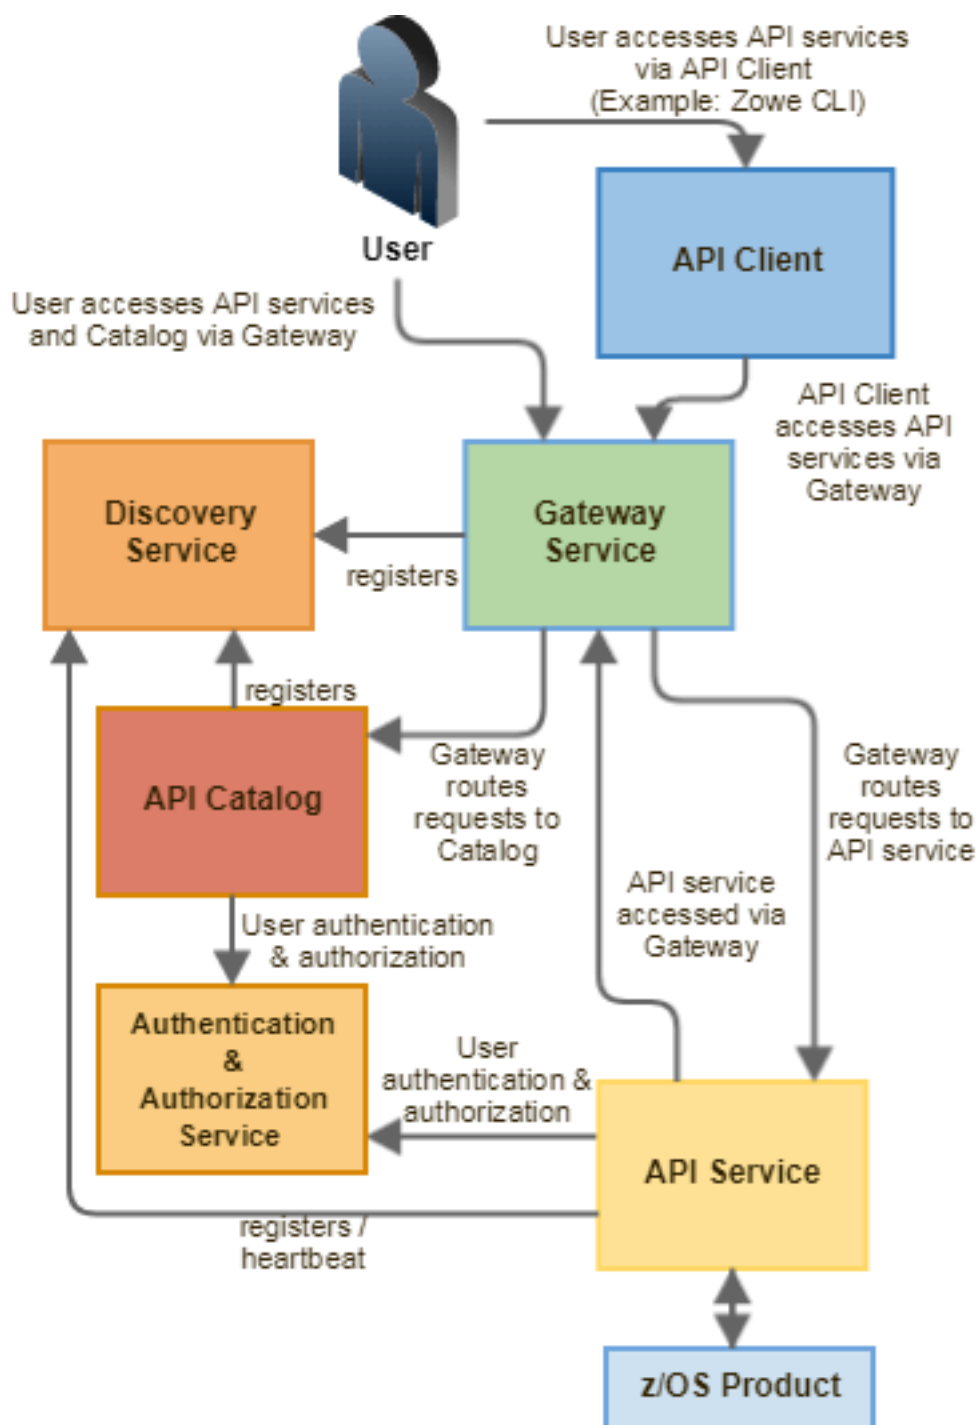 User accesses API services
via API Client
(Example: Zowe CLI)
User
API Client
User accesses API services
and Catalog via Gateway
API Client
accesses API
services via
Gateway
Discovery
Service
Gateway
Service
registers
registers
API Catalog
Gateway
routes
requests to
Catalog
Gateway
routes
requests to
API service
API service
accessed via
Gateway
User authentication
& authorization
Authentication
&
Authorization
Service
User
authentication &
authorization
API Service
registers /
heartbeat
z/OS Product